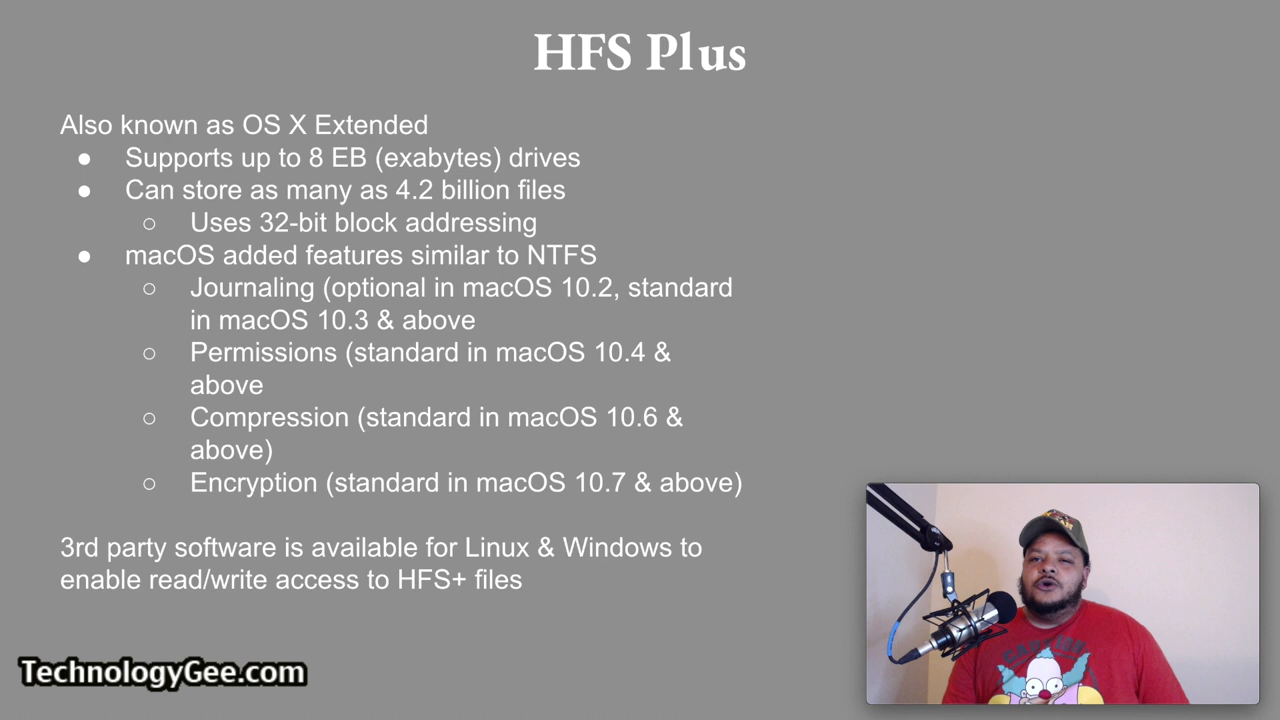 HFS Plus
Also known as OS X Extended
● Supports up to 8 EB (exabytes) drives
● Can store as many as 4.2 billion files
○ Uses 32-bit block addressing
● macOS added features similar to NTFS
○ Journaling (optional in macOS 10.2, standard
in macOS 10.3 & above
○ Permissions (standard in macOS 10.4 &
above
○ Compression (standard in macOS 10.6 &
above)
○ Encryption (standard in macOS 10.7 & above)
3rd party software is available for Linux & Windows to
enable read/write access to HFS+ files
TechnologyGee.com